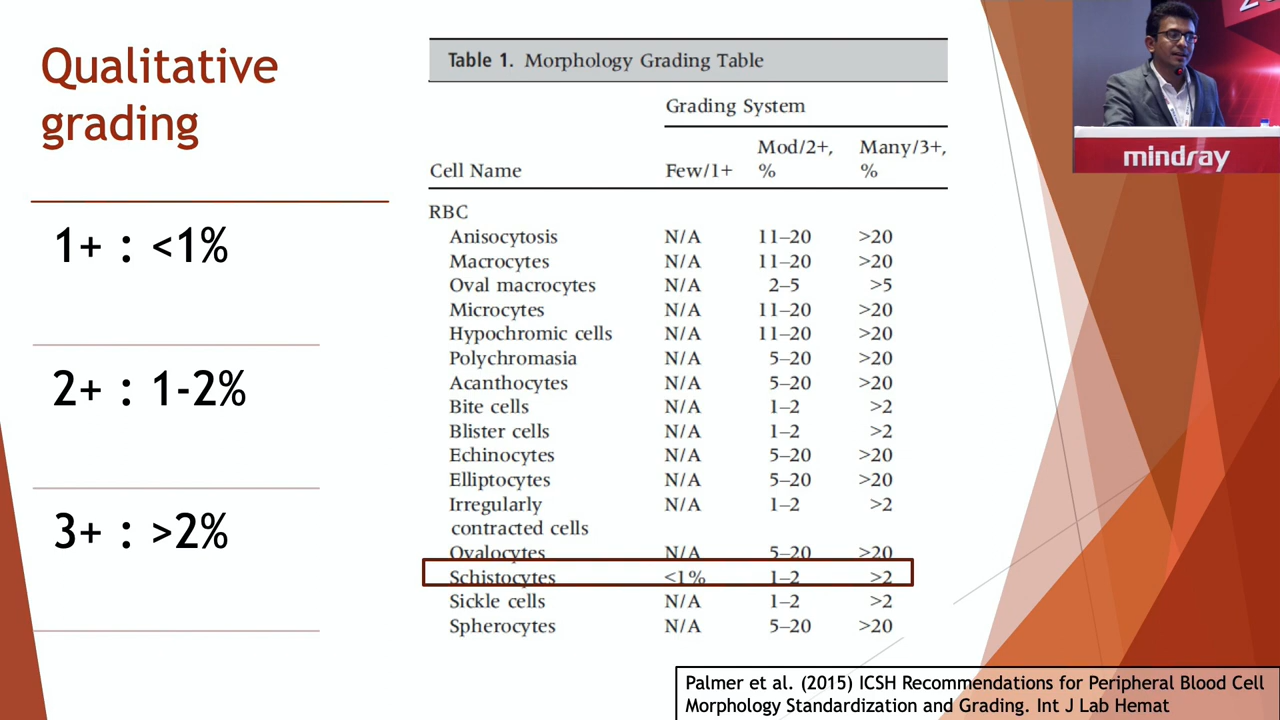 Qualitative
grading
1+ : <1%
2+ : 1-2%
3+ : >2%
Table 1. Morphology Grading Table
Grading System
Cell Name Few/1+ Mod/2+, % Many/3+, %
RBC
Anisocytosis N/A 11–20 >20
Macrocytes N/A 11–20 >20
Oval macrocytes N/A 2–5 >5
Microcytes N/A 11–20 >20
Hypochromic cells N/A 11–20 >20
Polychromasia N/A 5–20 >20
Acanthocytes N/A 5–20 >20
Bite cells N/A 1–2 >2
Blister cells N/A 1–2 >2
Echinocytes N/A 5–20 >20
Elliptocytes N/A 5–20 >20
Irregularly N/A 1–2 >2
contracted cells
Ovalocytes N/A 5–20 >20
Schistocytes <1% 1–2 >2
Sickle cells N/A 1–2 >2
Spherocytes N/A 5–20 >20
Palmer et al. (2015) ICSH Recommendations for Peripheral Blood Cell
Morphology Standardization and Grading. Int J Lab Hemat
mindray